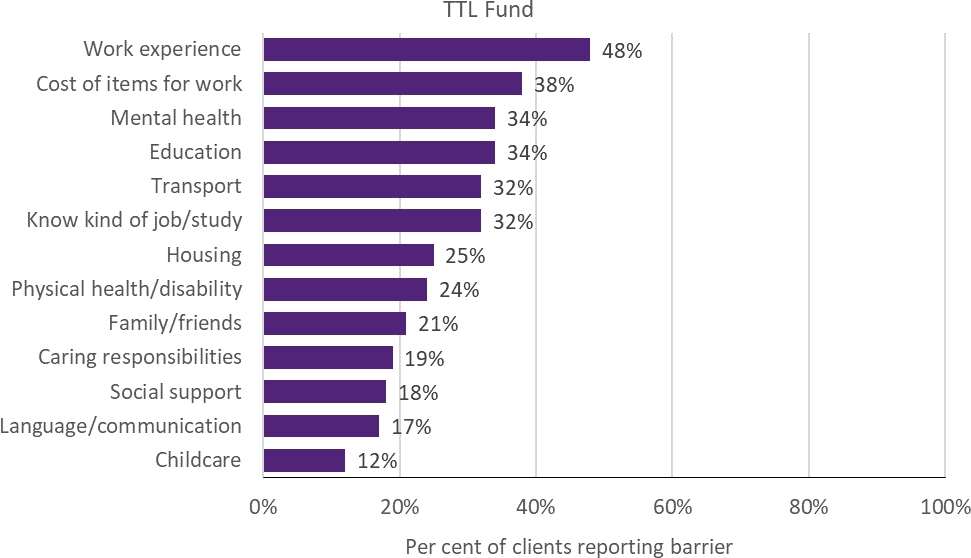 TTL Fund
Work experience 48%
Cost of items for work 38%
Mental health 34%
Education 34%
Transport 32%
Know kind of job/study 32%
Housing 25%
Physical health/disability 24%
Family/friends 21%
Caring responsibilities 19%
Social support 18%
Language/communication 17%
Childcare 12%
0% 20% 40% 60% 80% 100%
Per cent of clients reporting barrier